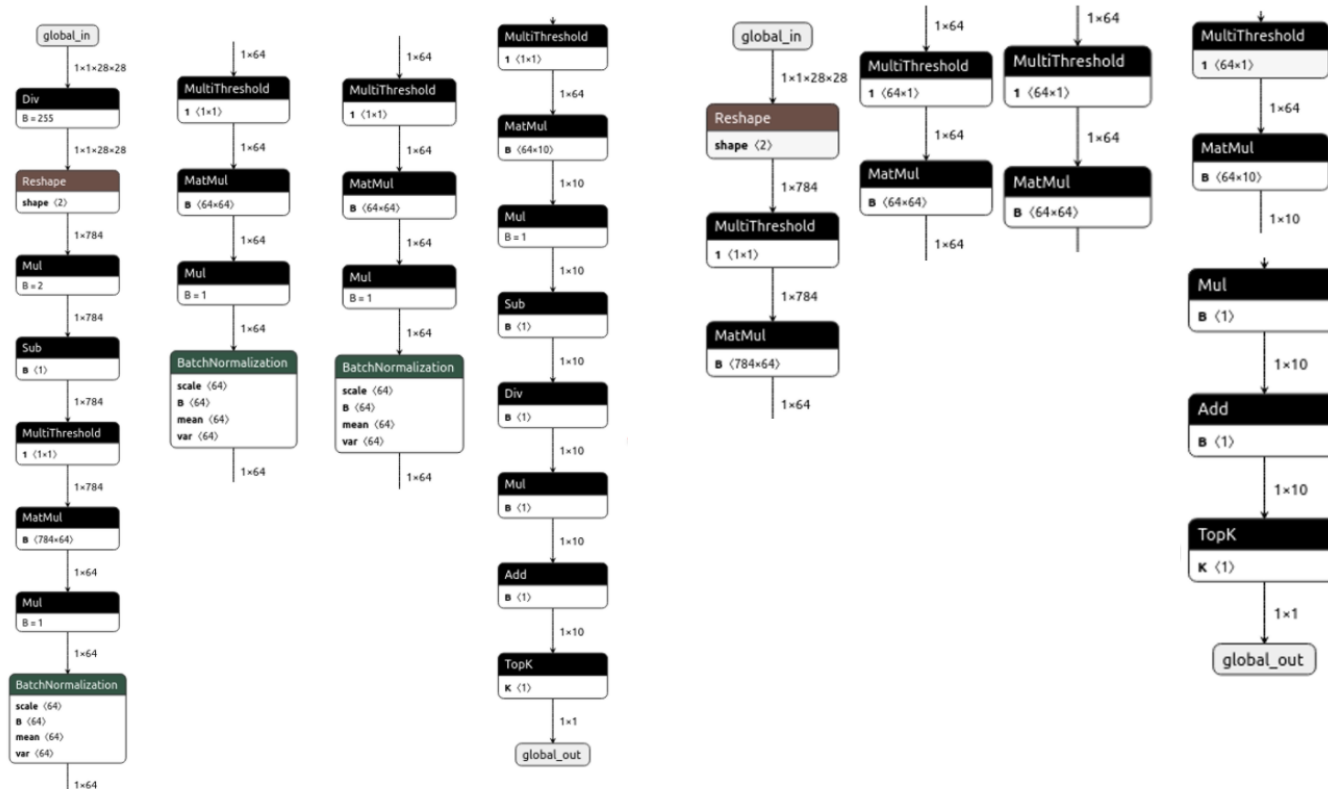 global_in
1×1×28×28
Div
B = 255
1×1×28×28
Reshape
shape ⟨2⟩
1×784
Mul
B = 2
1×784
Sub
B ⟨1⟩
1×784
MultiThreshold
1 ⟨1×1⟩
1×784
MatMul
B ⟨784×64⟩
1×64
Mul
B = 1
1×64
BatchNormalization
scale ⟨64⟩
B ⟨64⟩
mean ⟨64⟩
var ⟨64⟩
1×64
1×64
MultiThreshold
1 ⟨1×1⟩
1×64
MatMul
B ⟨64×64⟩
1×64
Mul
B = 1
1×64
BatchNormalization
scale ⟨64⟩
B ⟨64⟩
mean ⟨64⟩
var ⟨64⟩
1×64
1×64
MultiThreshold
1 ⟨1×1⟩
1×64
MatMul
B ⟨64×64⟩
1×64
Mul
B = 1
1×64
BatchNormalization
scale ⟨64⟩
B ⟨64⟩
mean ⟨64⟩
var ⟨64⟩
1×64
MultiThreshold
1 ⟨1×1⟩
1×64
MatMul
B ⟨64×10⟩
1×10
Mul
B = 1
1×10
Sub
B ⟨1⟩
1×10
Div
B ⟨1⟩
1×10
Mul
B ⟨1⟩
1×10
Add
B ⟨1⟩
1×10
TopK
K ⟨1⟩
1×1
global_out
global_in
1×1×28×28
Reshape
shape ⟨2⟩
1×784
MultiThreshold
1 ⟨1×1⟩
1×784
MatMul
B ⟨784×64⟩
1×64
1×64
MultiThreshold
1 ⟨64×1⟩
1×64
MatMul
B ⟨64×64⟩
1×64
1×64
MultiThreshold
1 ⟨64×1⟩
1×64
MatMul
B ⟨64×64⟩
MultiThreshold
1 ⟨64×1⟩
1×64
MatMul
B ⟨64×10⟩
1×10
Mul
B ⟨1⟩
1×10
Add
B ⟨1⟩
1×10
TopK
K ⟨1⟩
1×1
global_out